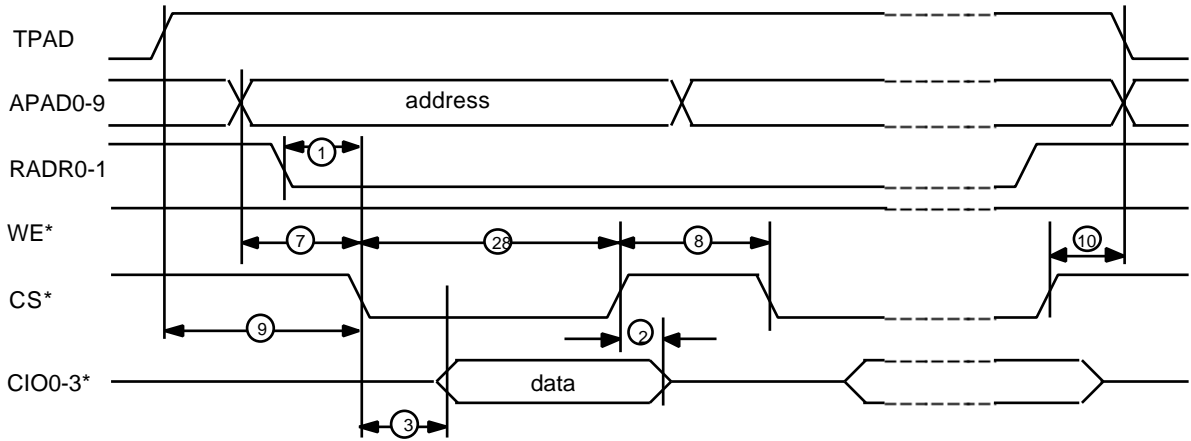 TPAD
APAD0-9
address
RADR0-1
1
WE*
7
28
8
10
CS*
9
2
CIO0-3*
data
3